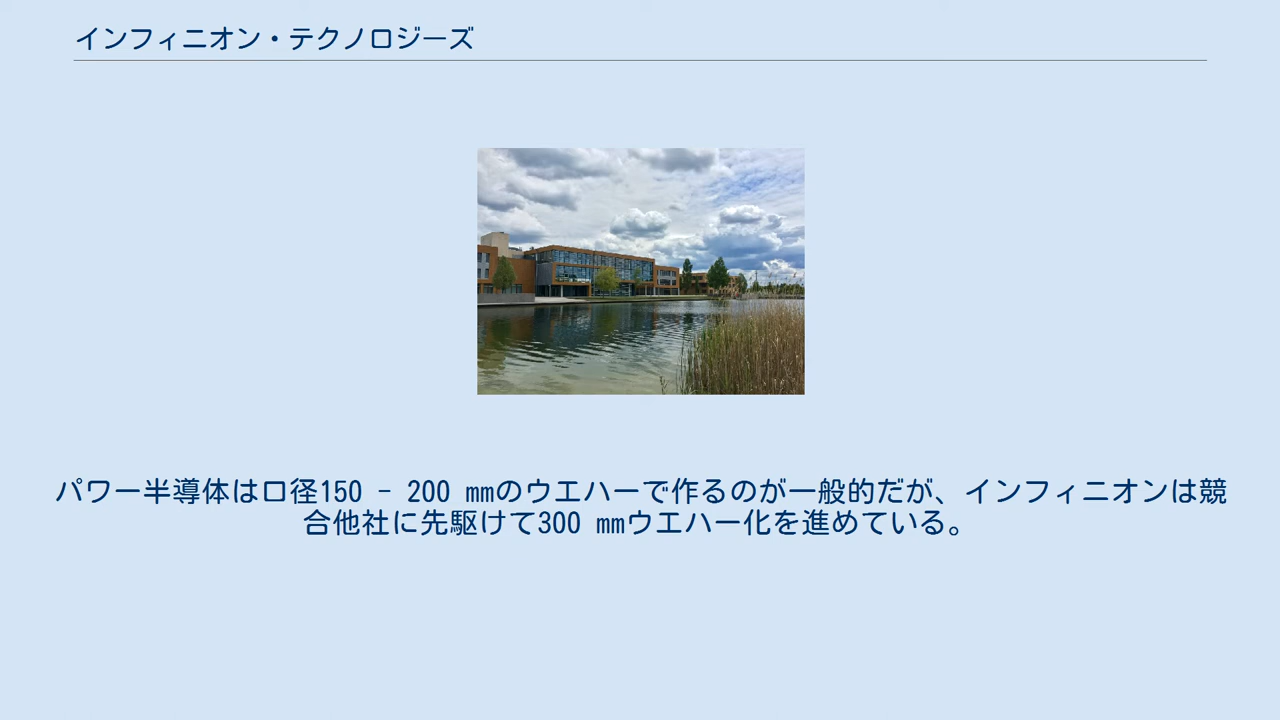 インフィニオン・テクノロジーズ
パワー半導体は口径150 - 200 mmのウエハーで作るのが一般的だが、インフィニオンは競
合他社に先駆けて300 mmウエハー化を進めている。